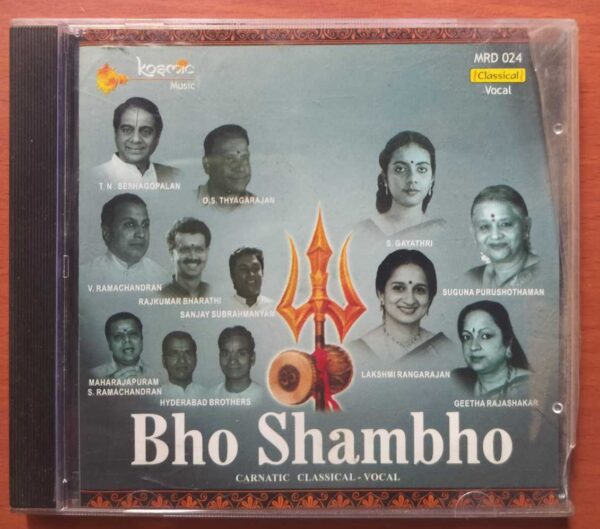 Kosmic
Music
MRD 024
Classical
Vocal
T. N. SESHAGOPALAN
O.S. THYAGARAJAN
S. GAYATHRI
SUGUNA PURUSHOTHAMAN
V. RAMACHANDRAN
RAJKUMAR BHARATHI
SANJAY SUBRAHMANYAN
MAHARAJAPURAM
S. RAMACHANDRAN
HYDERABAD BROTHERS
LAKSHMI RANGARAJAN
GEETHA RAJASHAKAR
Bho Shambho
CARNATIC CLASSICAL - VOCAL